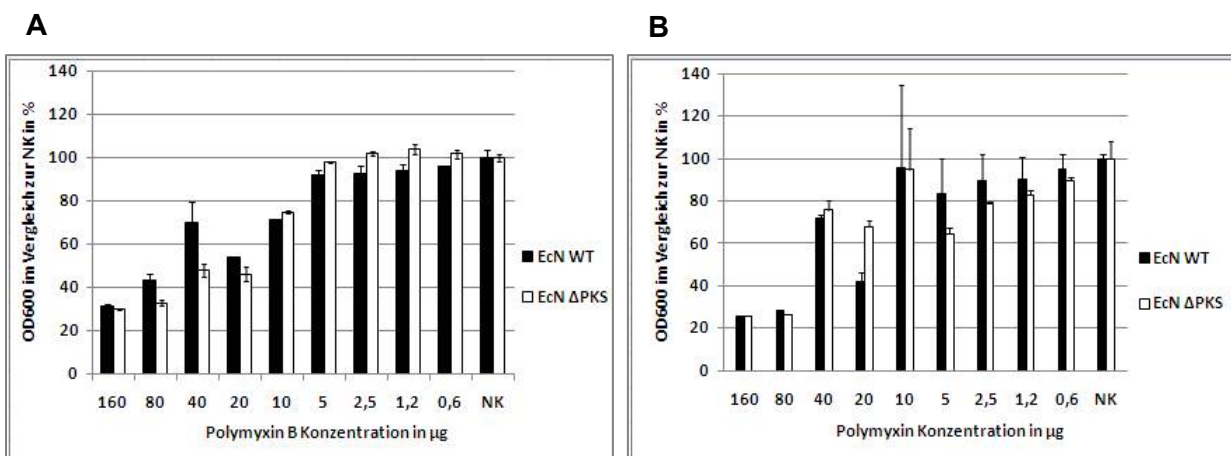 A
OD600 im Vergleich zur NK in %
140
120
100
80
60
40
20
0
160 80 40 20 10 5 2,5 1,2 0,6 NK
Polymyxin B Konzentration in µg
EcN WT
EcN ΔPKS
B
OD600 im Vergleich zur NK in %
140
120
100
80
60
40
20
0
160 80 40 20 10 5 2,5 1,2 0,6 NK
Polymyxin Konzentration in µg
EcN WT
EcN ΔPKS